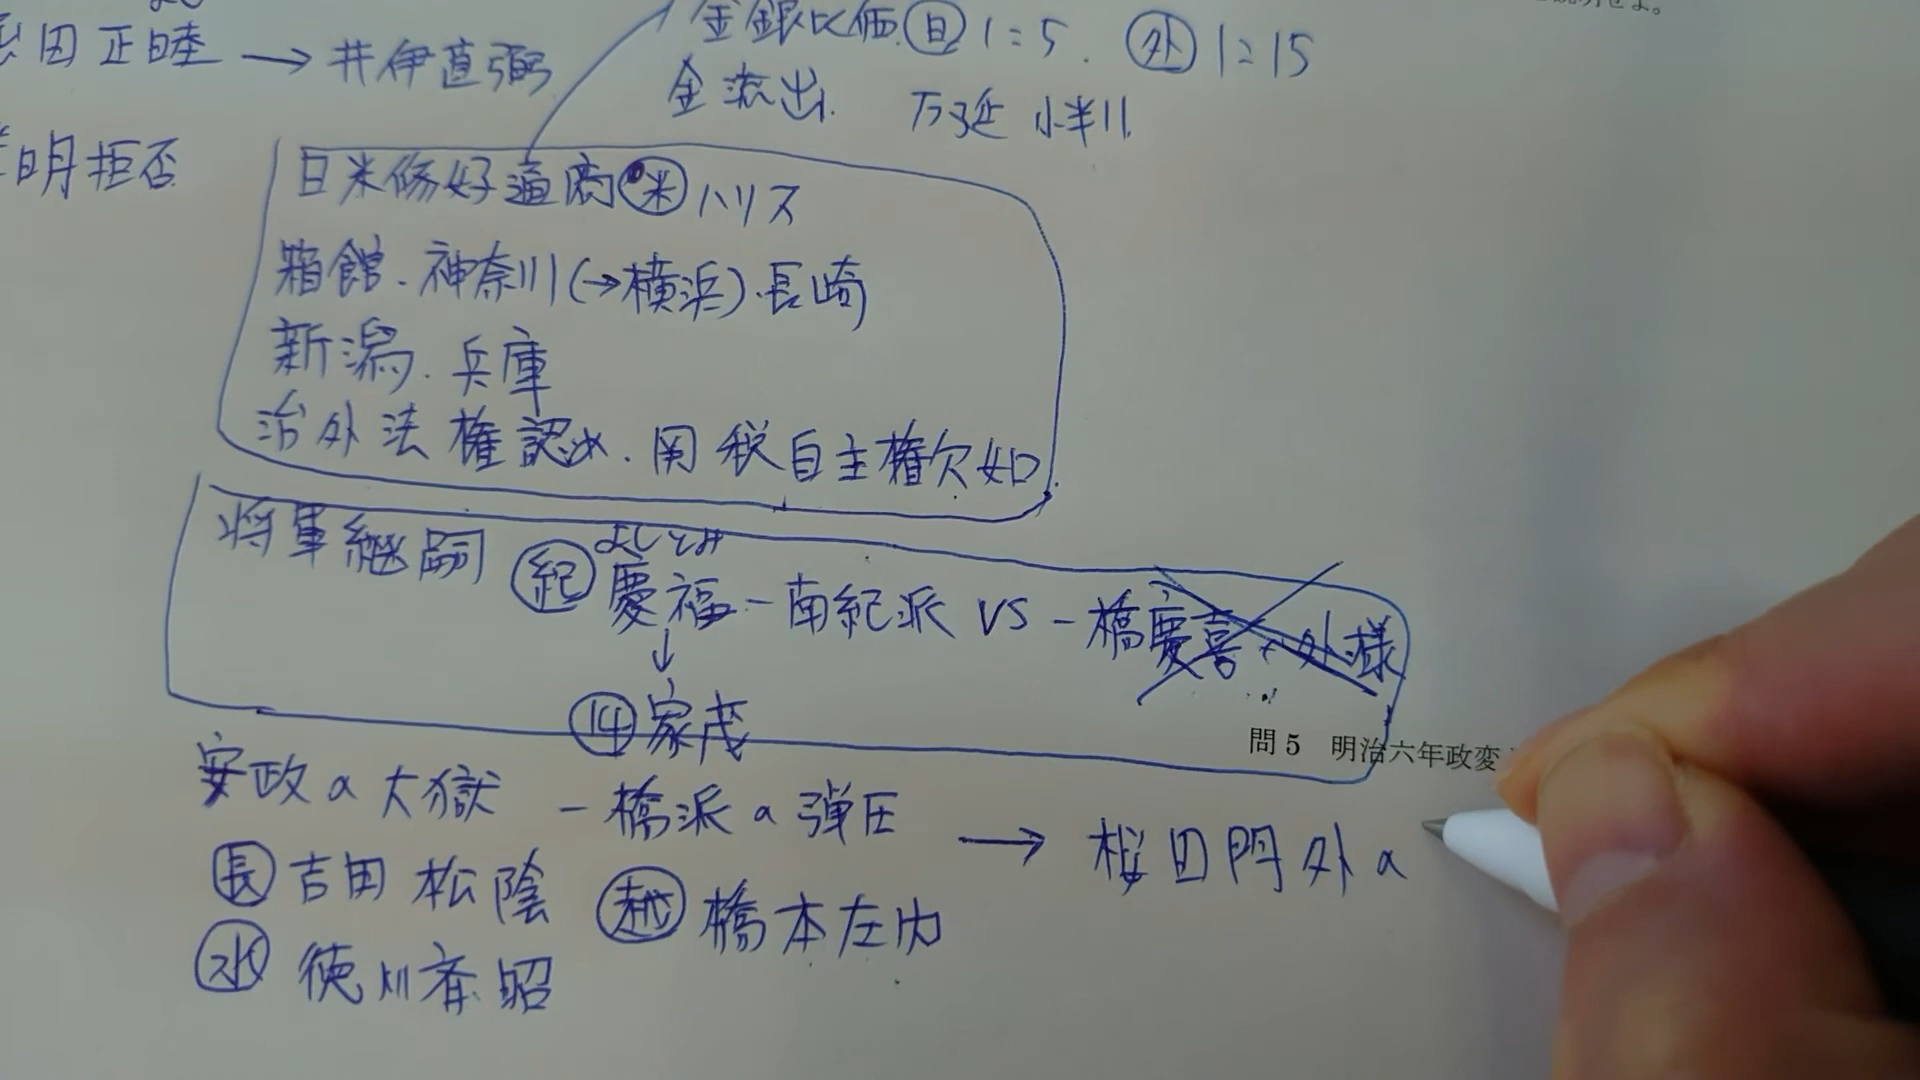 田正睦 → 井伊直弼
明拒否
金銀比価 日 1:5. 外 1:15
金流出. 万延小判
日米修好通商 米 ハリス
箱館.神奈川(→横浜).長崎
新潟.兵庫
治外法権認め.関税自主権欠如
よしとみ
将軍継嗣 紀 慶福-南紀派 VS 一橋慶喜・外様
↓
14 家茂
問5 明治六年政変
安政の大獄 一橋派の弾圧 → 桜田門外の
長 吉田松陰 越 橋本左内
水 徳川斉昭